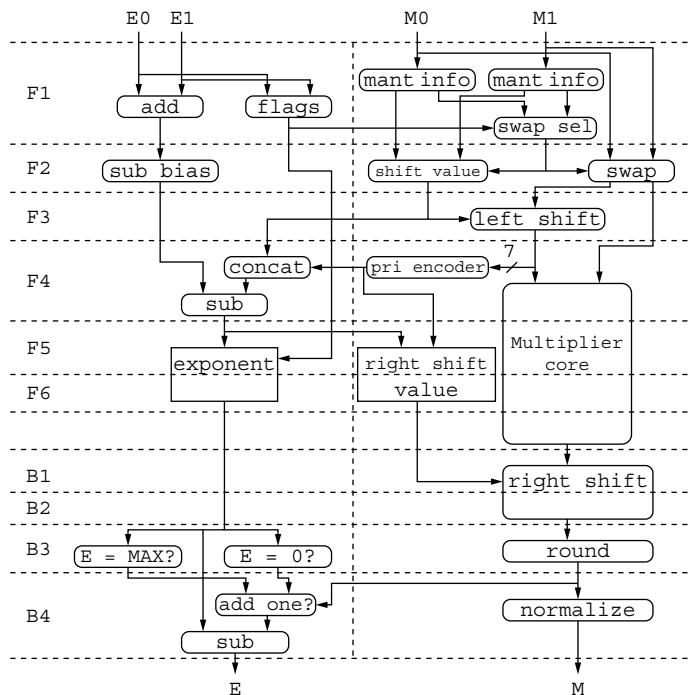 E0 E1 M0 M1
F1
mant info mant info
add flags
swap sel
F2 sub bias shift value swap
F3 left shift
7
F4 concat pri encoder
sub
F5 exponent right shift Multiplier
core
F6 value
B1 right shift
B2
B3 E = MAX? E = 0? round
add one? normalize
B4
sub
E M